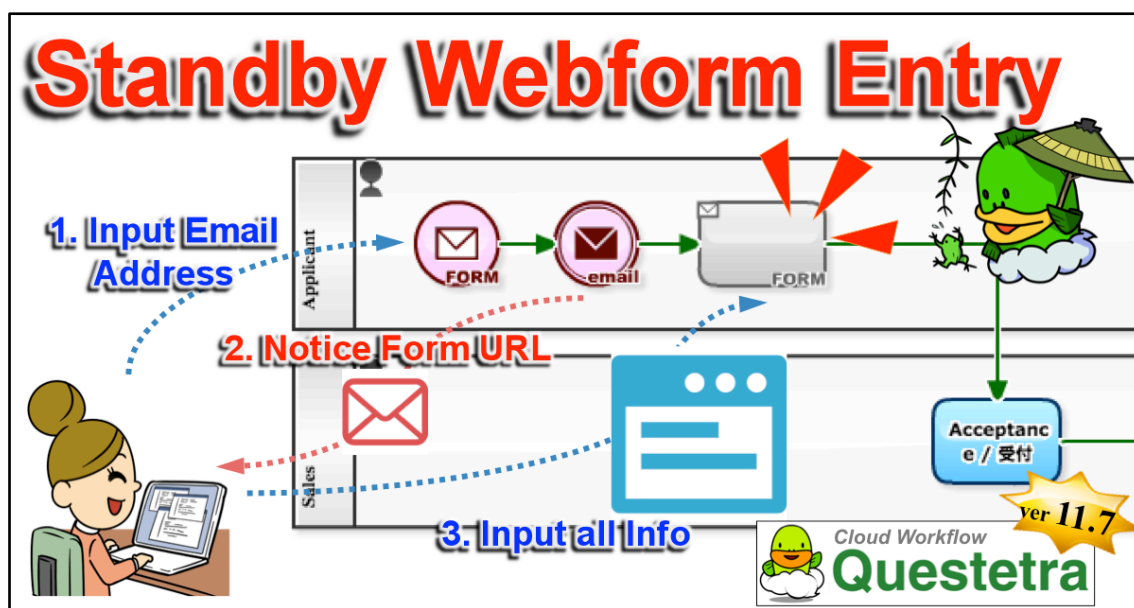 Standby Webform Entry
1. Input Email
Address
Applicant
FORM
email
FORM
2. Notice Form URL
Sales
Acceptanc
e / 受付
3. Input all Info
ver 11.7
Cloud Workflow
Questetra